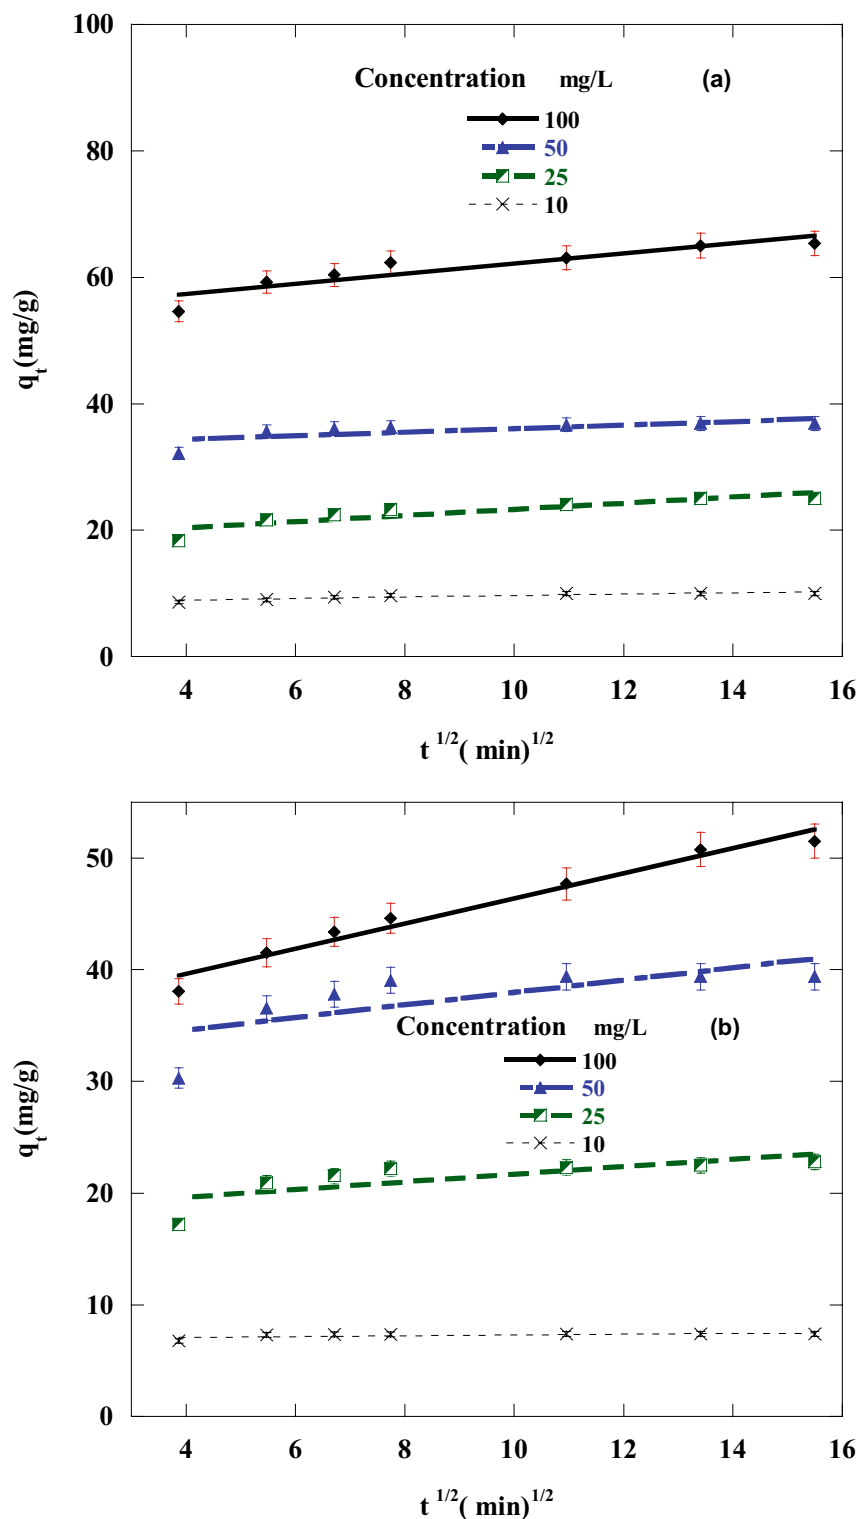 100
Concentration mg/L (a)
100
50
25
10
80
60
40
20
0
q_t(mg/g)
4 6 8 10 12 14 16
t ^1/2( min)^1/2
50
40
Concentration mg/L (b)
100
50
25
10
30
20
10
0
q_t(mg/g)
4 6 8 10 12 14 16
t ^1/2( min)^1/2